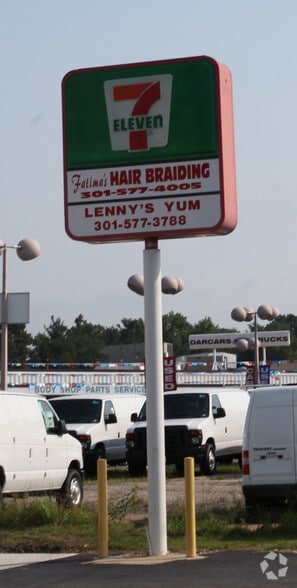 7
ELEVEN
Fatima's HAIR BRAIDING
301-577-4005
LENNY'S YUM
301-577-3788
DARCARS TRUCKS
BODY SHOP PARTS SERVICE
USED